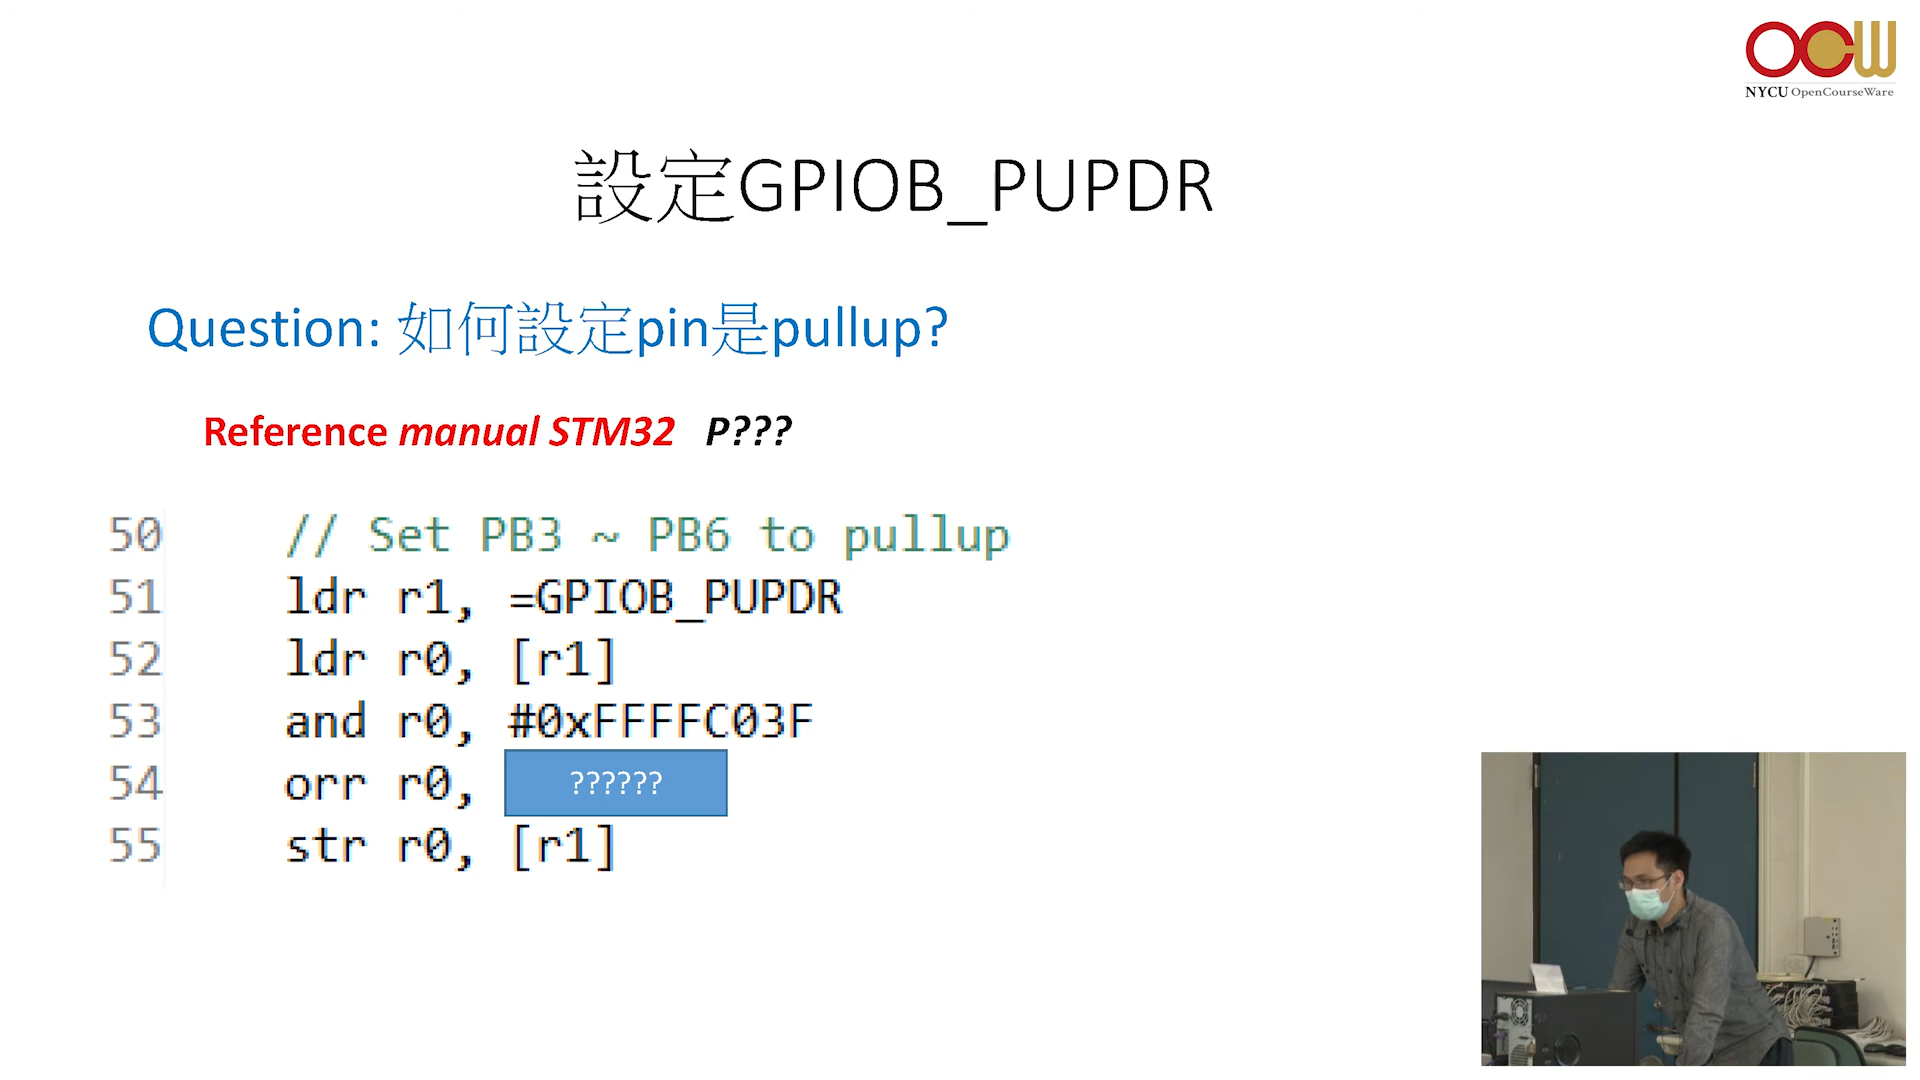 OCW
NYCU OpenCourseWare
設定GPIOB_PUPDR
Question: 如何設定pin是pullup?
Reference manual STM32 P???
50 // Set PB3 ~ PB6 to pullup
51 ldr r1, =GPIOB_PUPDR
52 ldr r0, [r1]
53 and r0, #0xFFFFC03F
54 orr r0, ??????
55 str r0, [r1]